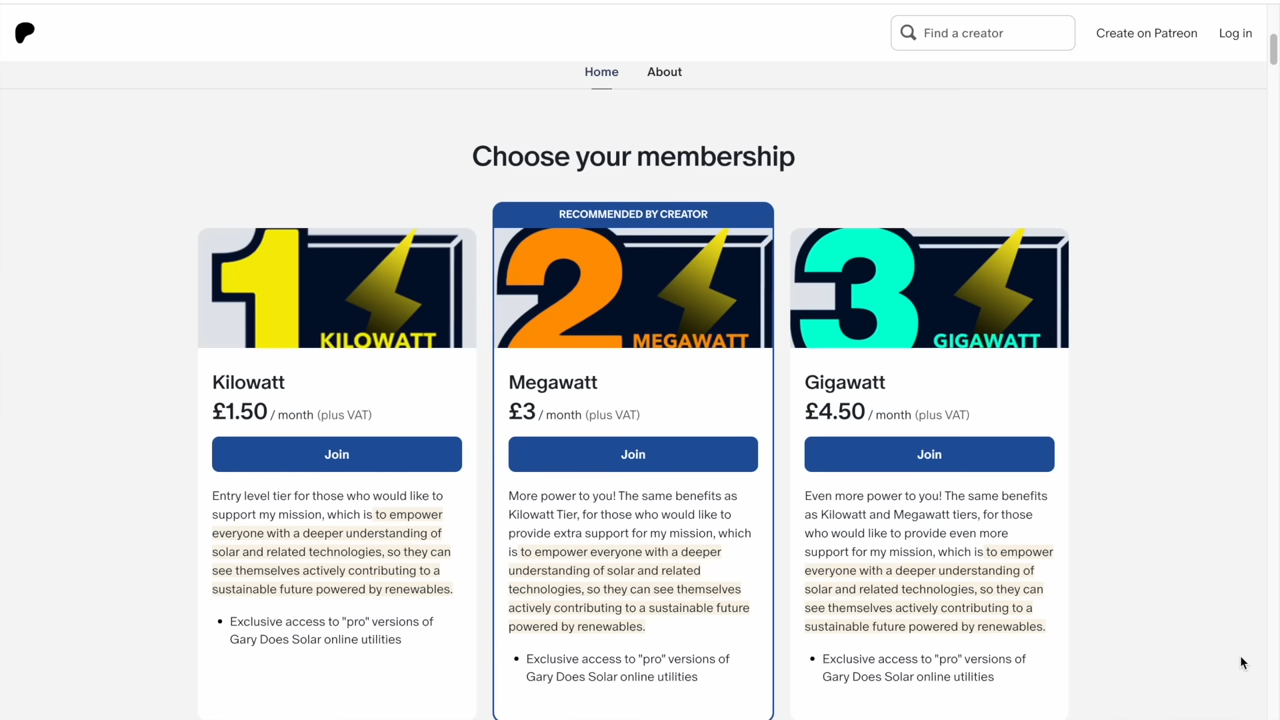 Find a creator
Create on Patreon
Log in
Home
About
Choose your membership
RECOMMENDED BY CREATOR
1
KILOWATT
2
MEGAWATT
3
GIGAWATT
Kilowatt
£1.50 / month (plus VAT)
Join
Entry level tier for those who would like to
support my mission, which is to empower
everyone with a deeper understanding of
solar and related technologies, so they can
see themselves actively contributing to a
sustainable future powered by renewables.
• Exclusive access to "pro" versions of
Gary Does Solar online utilities
Megawatt
£3 / month (plus VAT)
Join
More power to you! The same benefits as
Kilowatt Tier, for those who would like to
provide extra support for my mission, which
is to empower everyone with a deeper
understanding of solar and related
technologies, so they can see themselves
actively contributing to a sustainable future
powered by renewables.
• Exclusive access to "pro" versions of
Gary Does Solar online utilities
Gigawatt
£4.50 / month (plus VAT)
Join
Even more power to you! The same benefits
as Kilowatt and Megawatt tiers, for those
who would like to provide even more
support for my mission, which is to empower
everyone with a deeper understanding of
solar and related technologies, so they can
see themselves actively contributing to a
sustainable future powered by renewables.
• Exclusive access to "pro" versions of
Gary Does Solar online utilities